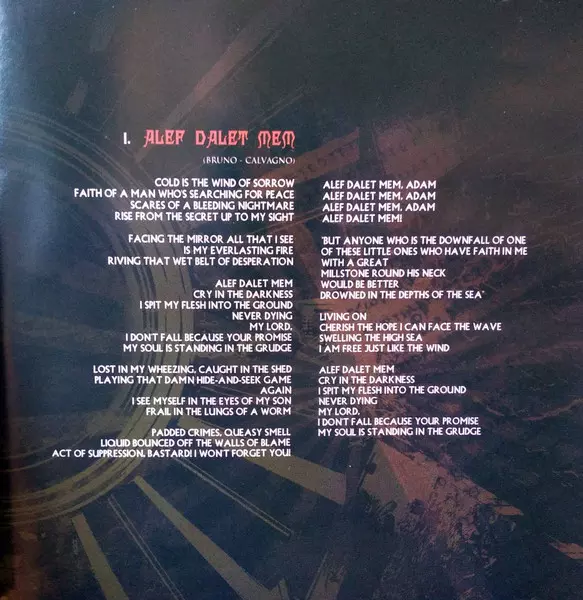 1. ALEF DALET MEM
(BRUNO - CALVAGNO)
COLD IS THE WIND OF SORROW
FAITH OF A MAN WHO'S SEARCHING FOR PEACE
SCARES OF A BLEEDING NIGHTMARE
RISE FROM THE SECRET UP TO MY SIGHT
FACING THE MIRROR ALL THAT I SEE
IS MY EVERLASTING FIRE
RIVING THAT WET BELT OF DESPERATION
ALEF DALET MEM
CRY IN THE DARKNESS
I SPIT MY FLESH INTO THE GROUND
NEVER DYING
MY LORD,
I DON'T FALL BECAUSE YOUR PROMISE
MY SOUL IS STANDING IN THE GRUDGE
LOST IN MY WHEEZING, CAUGHT IN THE SHED
PLAYING THAT DAMN HIDE-AND-SEEK GAME
AGAIN
I SEE MYSELF IN THE EYES OF MY SON
FRAIL IN THE LUNGS OF A WORM
PADDED CRIMES, QUEASY SMELL
LIQUID BOUNCED OFF THE WALLS OF BLAME
ACT OF SUPPRESSION, BASTARD! I WON'T FORGET YOU!
ALEF DALET MEM, ADAM
ALEF DALET MEM, ADAM
ALEF DALET MEM, ADAM
ALEF DALET MEM!
"BUT ANYONE WHO IS THE DOWNFALL OF ONE
OF THESE LITTLE ONES WHO HAVE FAITH IN ME
WITH A GREAT
MILLSTONE ROUND HIS NECK
WOULD BE BETTER
DROWNED IN THE DEPTHS OF THE SEA"
LIVING ON
CHERISH THE HOPE I CAN FACE THE WAVE
SWELLING THE HIGH SEA
I AM FREE JUST LIKE THE WIND
ALEF DALET MEM
CRY IN THE DARKNESS
I SPIT MY FLESH INTO THE GROUND
NEVER DYING
MY LORD,
I DON'T FALL BECAUSE YOUR PROMISE
MY SOUL IS STANDING IN THE GRUDGE